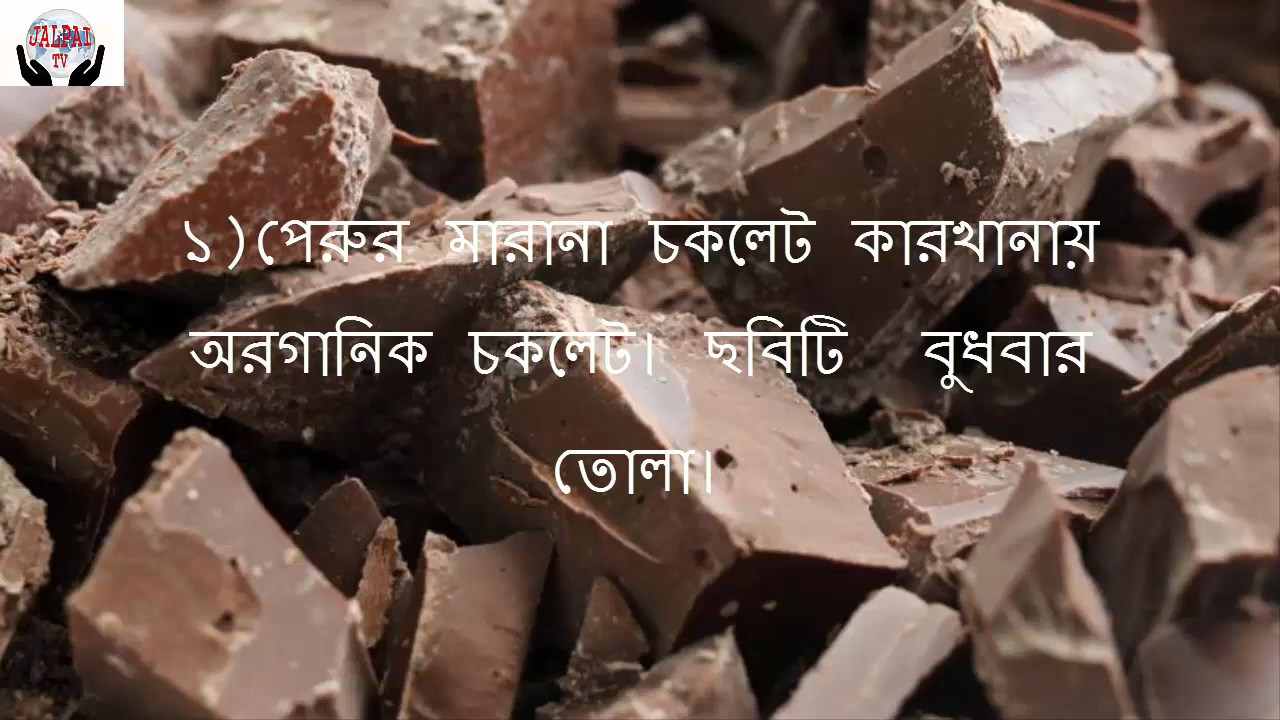 JALPAI
TV
১)পেরুর মারানা চকলেট কারখানায়
অরগানিক চকলেট। ছবিটি বুধবার
তোলা।